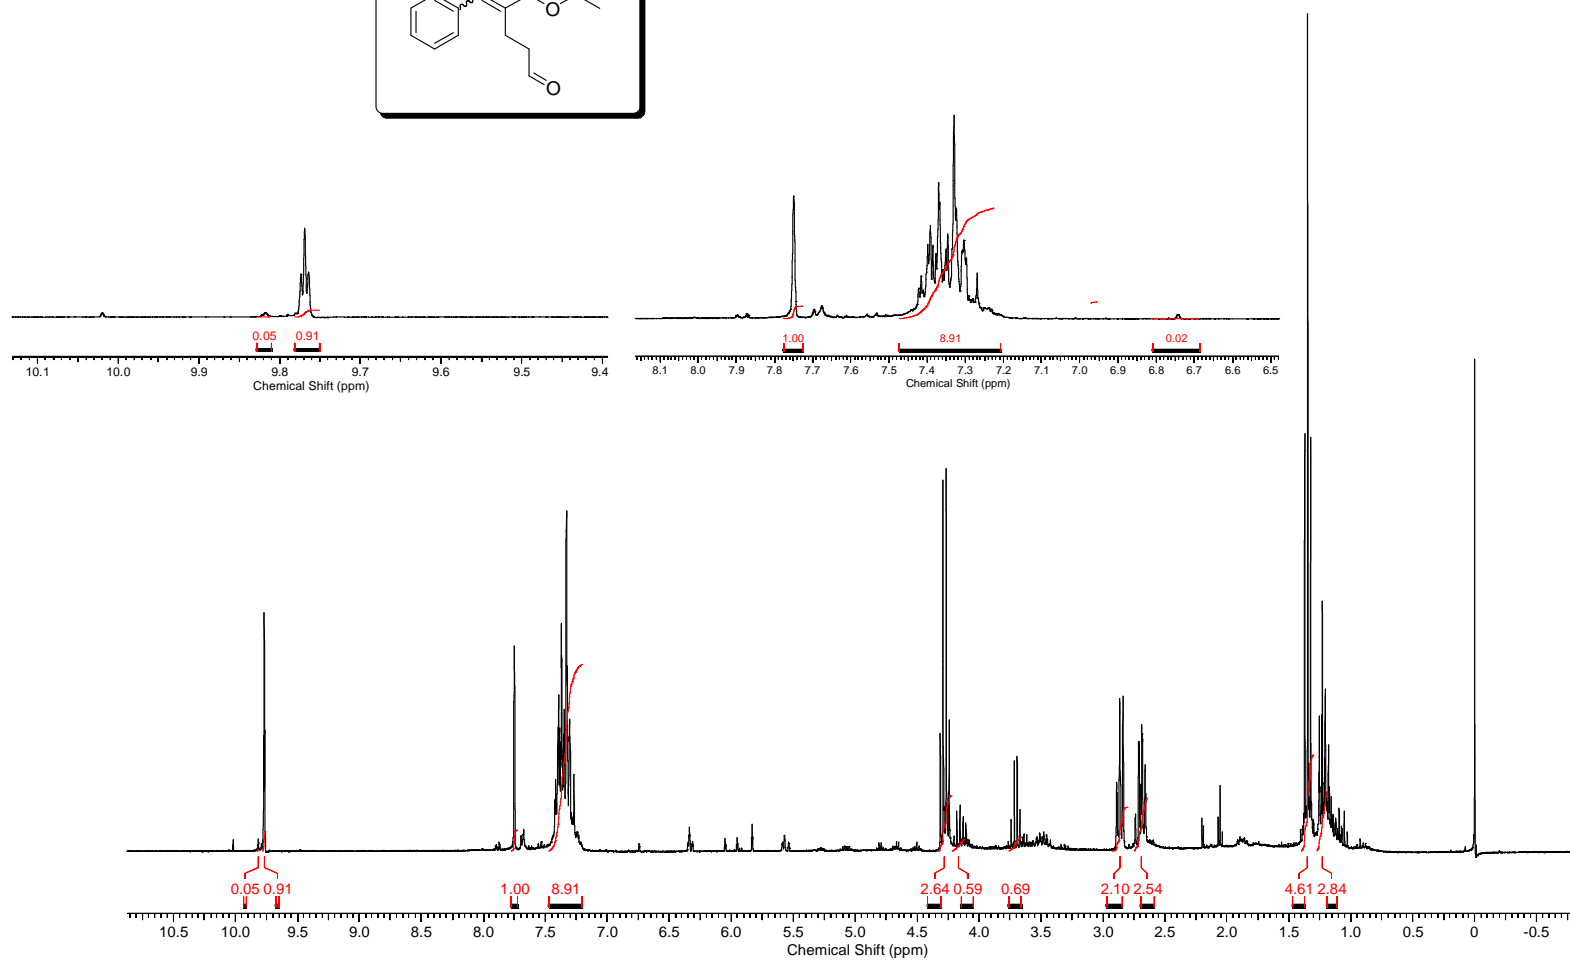 O
O
0.05 0.91
10.1 10.0 9.9 9.8 9.7 9.6 9.5 9.4
Chemical Shift (ppm)
1.00 8.91 0.02
8.1 8.0 7.9 7.8 7.7 7.6 7.5 7.4 7.3 7.2 7.1 7.0 6.9 6.8 6.7 6.6 6.5
Chemical Shift (ppm)
0.05 0.91 1.00 8.91 2.64 0.59 0.69 2.10 2.54 4.61 2.84
10.5 10.0 9.5 9.0 8.5 8.0 7.5 7.0 6.5 6.0 5.5 5.0 4.5 4.0 3.5 3.0 2.5 2.0 1.5 1.0 0.5 0 -0.5
Chemical Shift (ppm)